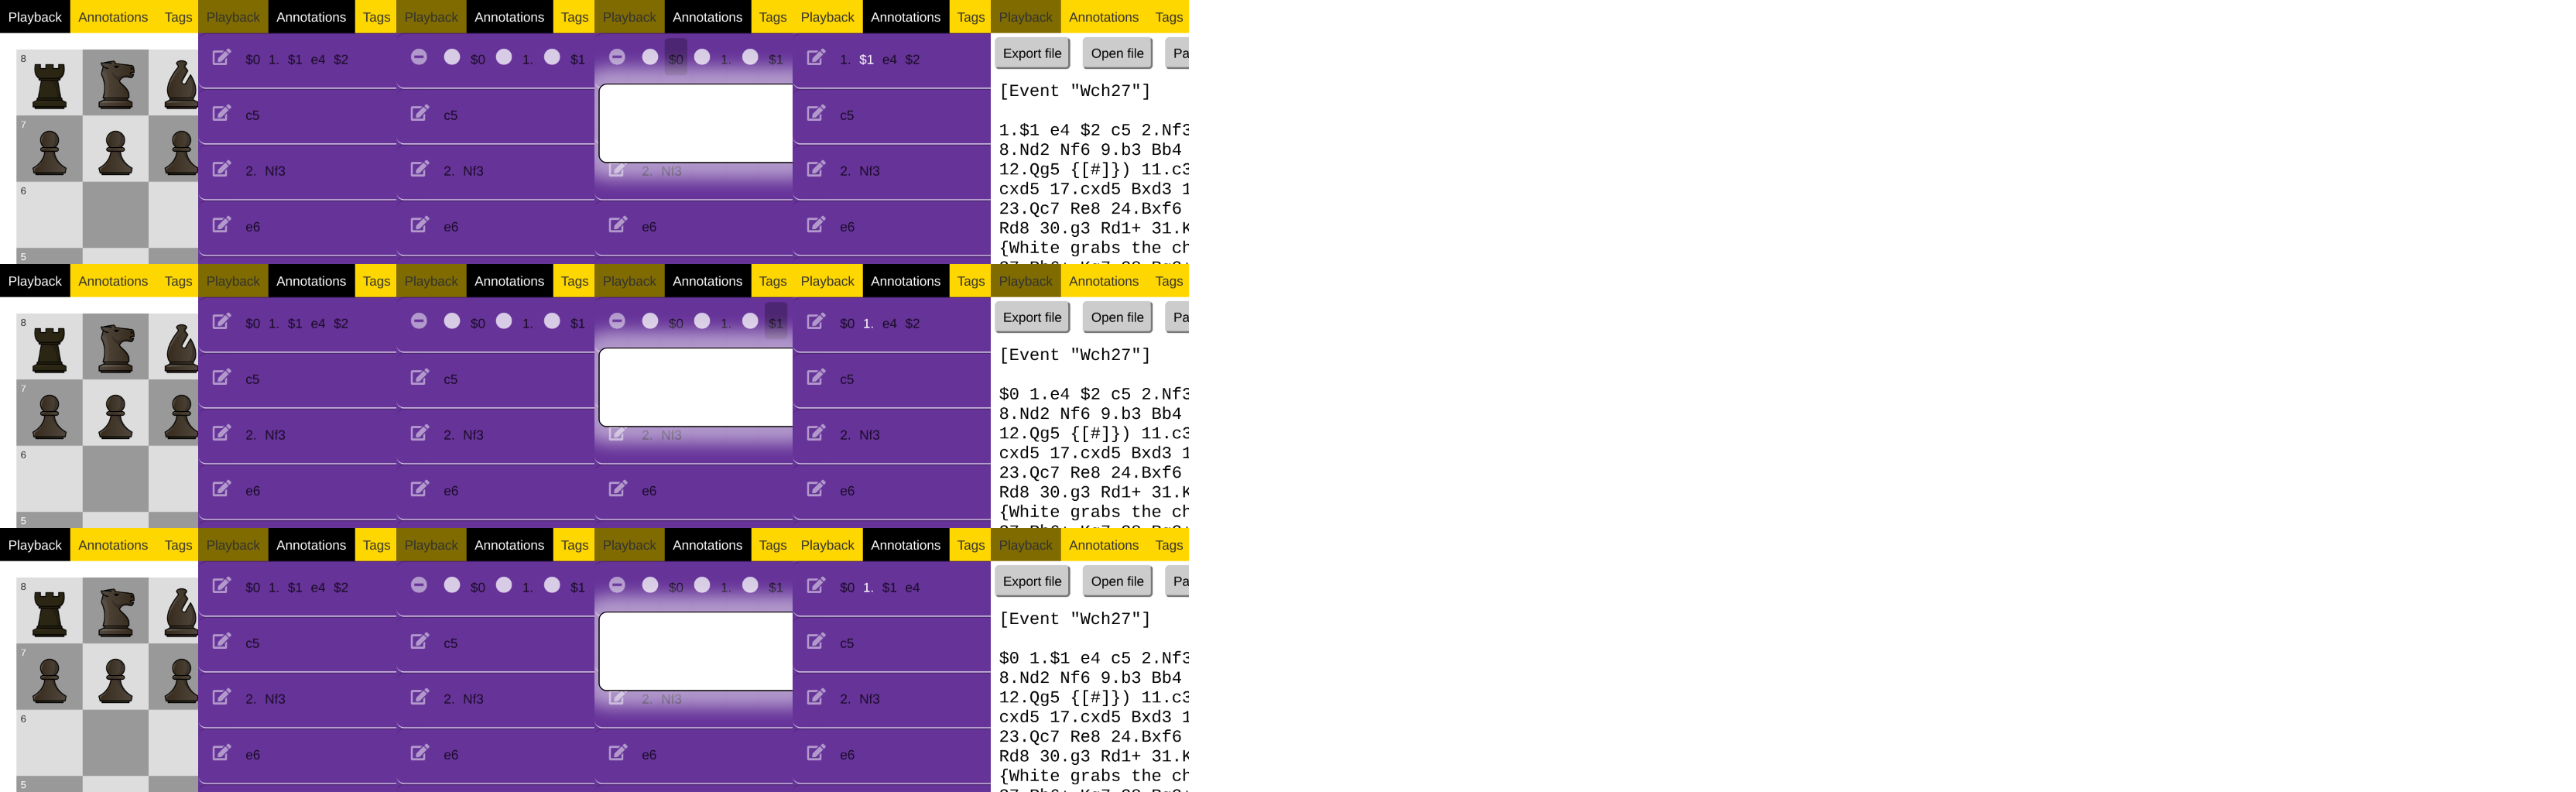 Playback Annotations Tags Playback Annotations Tags Playback Annotations Tags Playback Annotations Tags Playback Annotations Tags Playback Annotations Tags
8 $0 1. $1 e4 $2 $0 1. $1 $0 1. $1 1. $1 e4 $2 Export file Open file Pa
[Event "Wch27"]
7 c5 c5 c5 1.$1 e4 $2 c5 2.Nf3
8.Nd2 Nf6 9.b3 Bb4
2. Nf3 2. Nf3 2. Nf3 2. Nf3 12.Qg5 {[#]}) 11.c3
6 cxd5 17.cxd5 Bxd3 1
23.Qc7 Re8 24.Bxf6
e6 e6 e6 e6 Rd8 30.g3 Rd1+ 31.K
5 {White grabs the ch
Playback Annotations Tags Playback Annotations Tags Playback Annotations Tags Playback Annotations Tags Playback Annotations Tags Playback Annotations Tags
8 $0 1. $1 e4 $2 $0 1. $1 $0 1. $1 $0 1. e4 $2 Export file Open file Pa
[Event "Wch27"]
7 c5 c5 c5 $0 1.e4 $2 c5 2.Nf3
8.Nd2 Nf6 9.b3 Bb4
2. Nf3 2. Nf3 2. Nf3 2. Nf3 12.Qg5 {[#]}) 11.c3
6 cxd5 17.cxd5 Bxd3 1
23.Qc7 Re8 24.Bxf6
e6 e6 e6 e6 Rd8 30.g3 Rd1+ 31.K
5 {White grabs the ch
Playback Annotations Tags Playback Annotations Tags Playback Annotations Tags Playback Annotations Tags Playback Annotations Tags Playback Annotations Tags
8 $0 1. $1 e4 $2 $0 1. $1 $0 1. $1 $0 1. $1 e4 Export file Open file Pa
[Event "Wch27"]
7 c5 c5 c5 $0 1.$1 e4 c5 2.Nf3
8.Nd2 Nf6 9.b3 Bb4
2. Nf3 2. Nf3 2. Nf3 2. Nf3 12.Qg5 {[#]}) 11.c3
6 cxd5 17.cxd5 Bxd3 1
23.Qc7 Re8 24.Bxf6
e6 e6 e6 e6 Rd8 30.g3 Rd1+ 31.K
5 {White grabs the ch